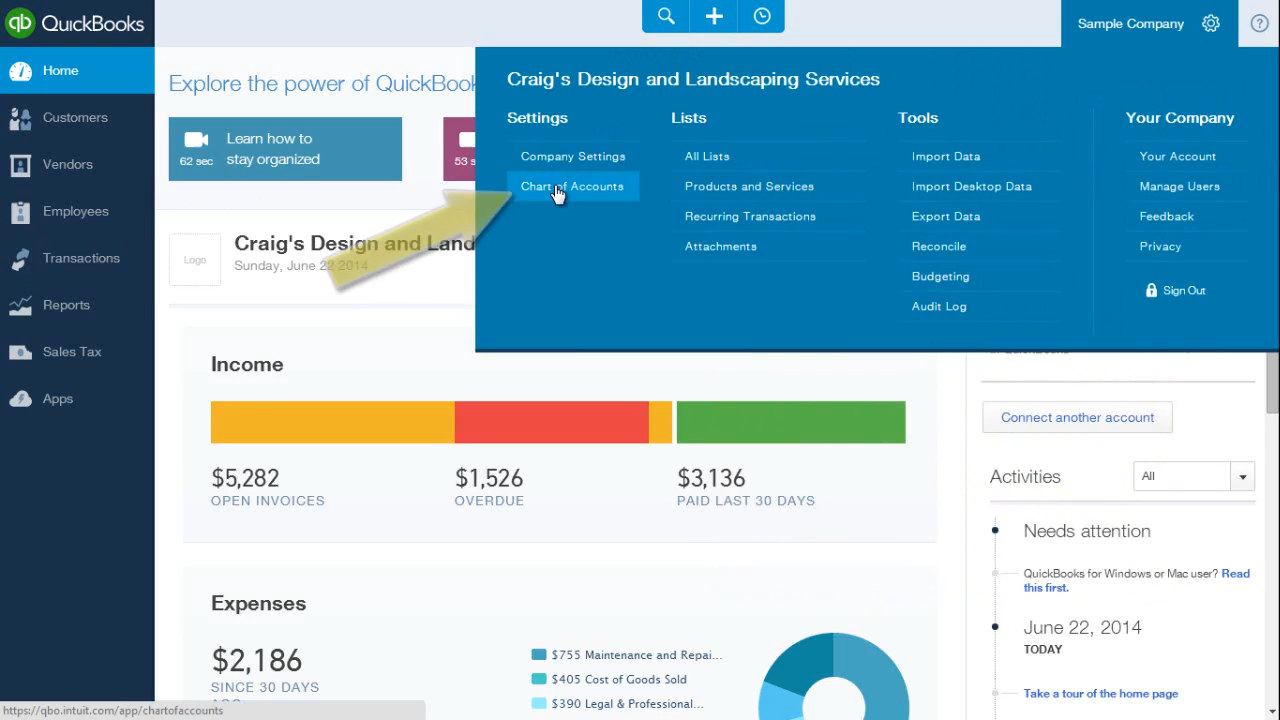 QuickBooks
Sample Company
Home
Customers
Vendors
Employees
Transactions
Reports
Sales Tax
Apps
Explore the power of QuickBook
62 sec
Learn how to
stay organized
53 s
Logo
Craig's Design and Land
Sunday, June 22 2014
Craig's Design and Landscaping Services
Settings
Company Settings
Chart of Accounts
Lists
All Lists
Products and Services
Recurring Transactions
Attachments
Tools
Import Data
Import Desktop Data
Export Data
Reconcile
Budgeting
Audit Log
Your Company
Your Account
Manage Users
Feedback
Privacy
Sign Out
Income
$5,282
OPEN INVOICES
$1,526
OVERDUE
$3,136
PAID LAST 30 DAYS
Expenses
$2,186
SINCE 30 DAYS
$755 Maintenance and Repai...
$405 Cost of Goods Sold
$390 Legal & Professional...
Connect another account
Activities
All
Needs attention
QuickBooks for Windows or Mac user? Read
this first.
June 22, 2014
TODAY
Take a tour of the home page
https://qbo.intuit.com/app/chartofaccounts